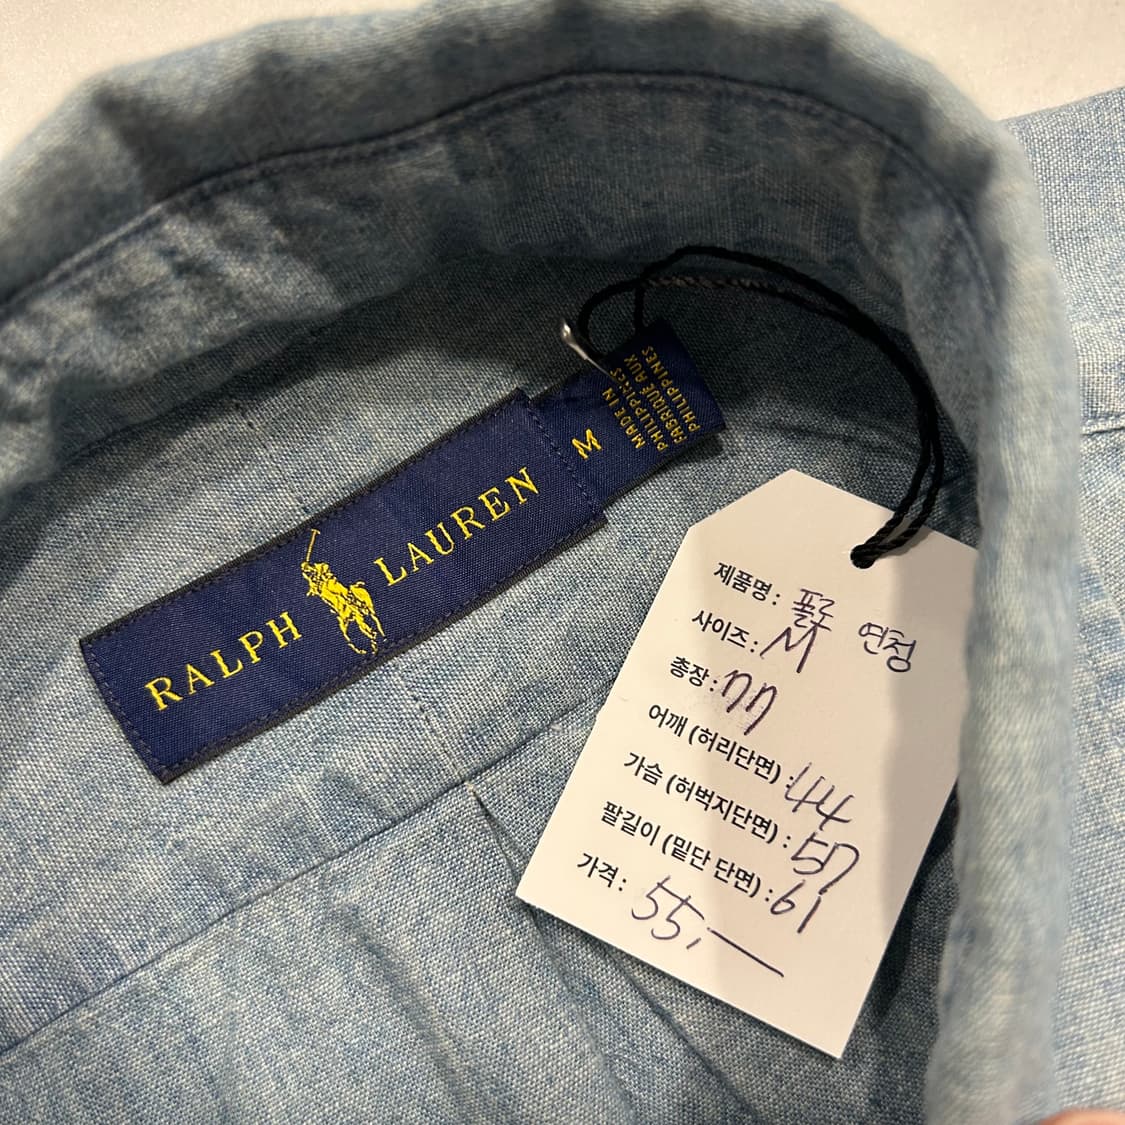 RALPH LAUREN
M
MADE IN
PHILIPPINES
FABRIQUÉ AUX
PHILIPPINES
제품명: 폴로 연청
사이즈: M
총장: 77
어깨 (허리단면) : 44
가슴 (허벅지단면) : 57
팔길이 (밑단 단면) : 61
가격: 55,—